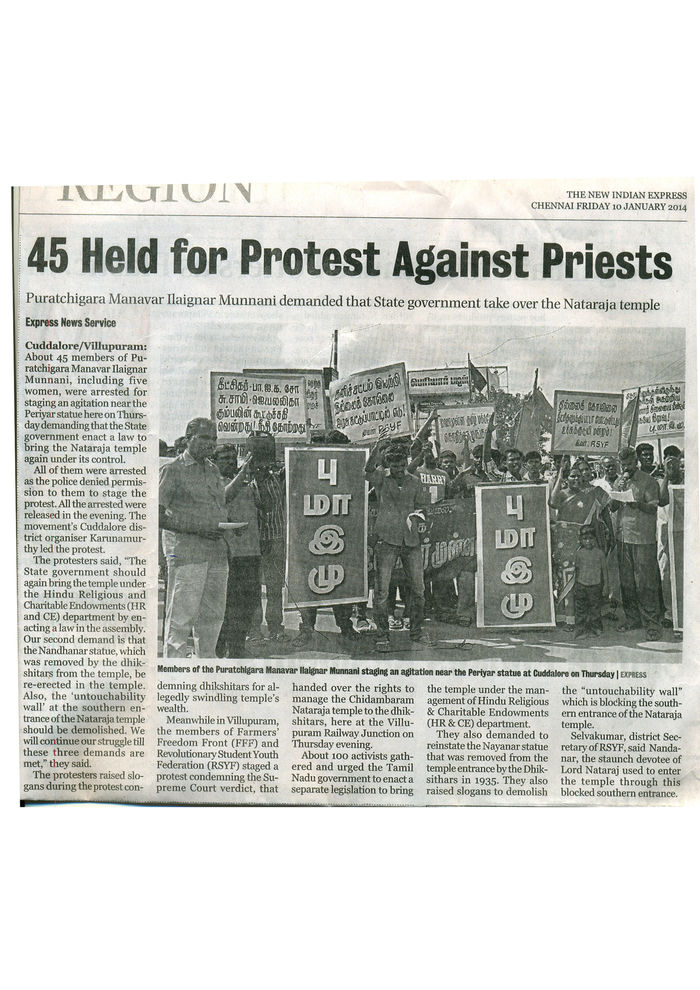 REGION
THE NEW INDIAN EXPRESS
CHENNAI FRIDAY 10 JANUARY 2014
45 Held for Protest Against Priests
Puratchigara Manavar Ilaignar Munnani demanded that State government take over the Nataraja temple
Express News Service
Cuddalore/Villupuram:
About 45 members of Pu-
ratchigara Manavar Ilaignar
Munnani, including five
women, were arrested for
staging an agitation near the
Periyar statue here on Thurs-
day demanding that the State
government enact a law to
bring the Nataraja temple
again under its control.
All of them were arrested
as the police denied permis-
sion to them to stage the
protest. All the arrested were
released in the evening. The
movement's Cuddalore dis-
trict organiser Karunamur-
thy led the protest.
The protesters said, "The
State government should
again bring the temple under
the Hindu Religious and
Charitable Endowments (HR
and CE) department by en-
acting a law in the assembly.
Our second demand is that
the Nandhanar statue, which
was removed by the dhik-
shitars from the temple, be
re-erected in the temple.
Also, the 'untouchability
wall' at the southern en-
trance of the Nataraja temple
should be demolished. We
will continue our struggle till
these three demands are
met," they said.
The protesters raised slo-
gans during the protest con-
தீட்சிதர்-பா.ஐ.க. சோ
சு.சாமி-ஜெயலலிதா
கும்பலின் கூட்டுச்சதி
வென்றது! நீதி தோற்றது
தனிச்சட்டம் இயற்றி
தில்லைக் கோவிலை
அரசு கட்டுப்பாட்டில் எடு!
RSYF
தில்லைக் கோவிலை
RSYF
பு
மா
இ
மு
பு
மா
இ
மு
Members of the Puratchigara Manavar Ilaignar Munnani staging an agitation near the Periyar statue at Cuddalore on Thursday | EXPRESS
demning dhikshitars for al-
legedly swindling temple's
wealth.
Meanwhile in Villupuram,
the members of Farmers'
Freedom Front (FFF) and
Revolutionary Student Youth
Federation (RSYF) staged a
protest condemning the Su-
preme Court verdict, that
handed over the rights to
manage the Chidambaram
Nataraja temple to the dhik-
shitars, here at the Villu-
puram Railway Junction on
Thursday evening.
About 100 activists gath-
ered and urged the Tamil
Nadu government to enact a
separate legislation to bring
the temple under the man-
agement of Hindu Religious
& Charitable Endowments
(HR & CE) department.
They also demanded to
reinstate the Nayanar statue
that was removed from the
temple entrance by the Dhik-
sithars in 1935. They also
raised slogans to demolish
the "untouchability wall"
which is blocking the south-
ern entrance of the Nataraja
temple.
Selvakumar, district Sec-
retary of RSYF, said Nanda-
nar, the staunch devotee of
Lord Nataraj used to enter
the temple through this
blocked southern entrance.